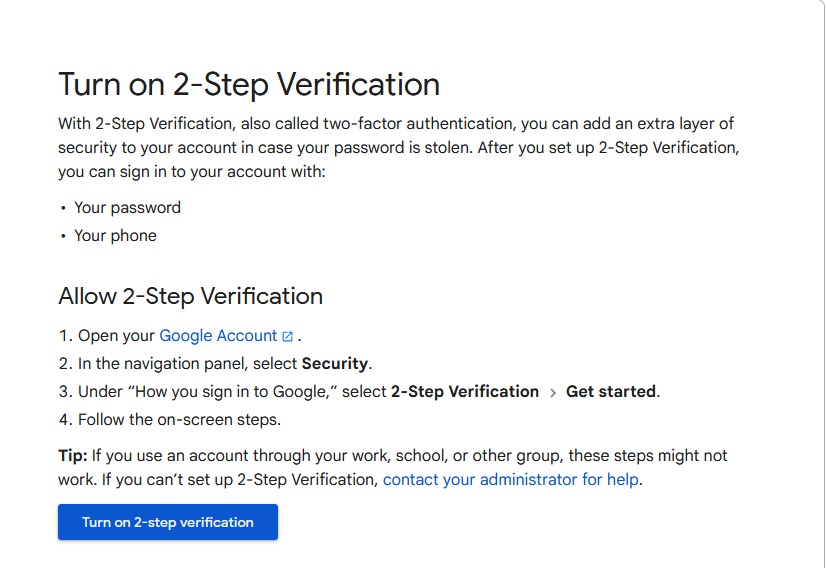 Turn on 2-Step Verification
With 2-Step Verification, also called two-factor authentication, you can add an extra layer of
security to your account in case your password is stolen. After you set up 2-Step Verification,
you can sign in to your account with:
• Your password
• Your phone
Allow 2-Step Verification
1. Open your Google Account .
2. In the navigation panel, select Security.
3. Under “How you sign in to Google,” select 2-Step Verification > Get started.
4. Follow the on-screen steps.
Tip: If you use an account through your work, school, or other group, these steps might not
work. If you can’t set up 2-Step Verification, contact your administrator for help.
Turn on 2-step verification